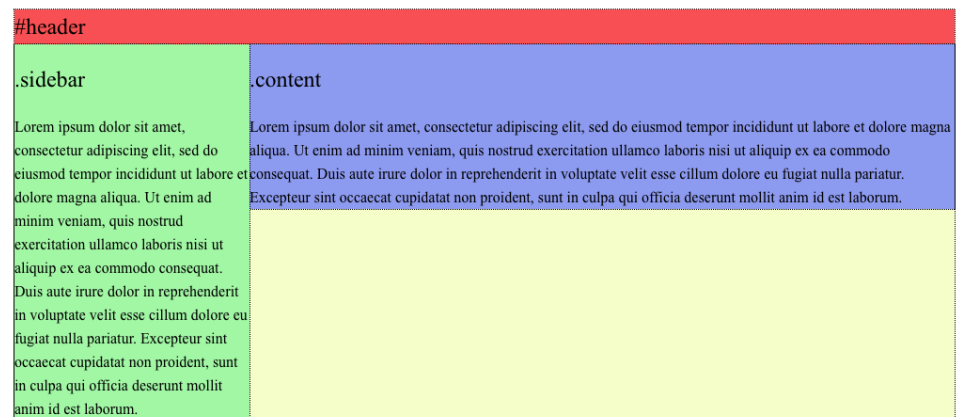 #header
.sidebar
Lorem ipsum dolor sit amet,
consectetur adipiscing elit, sed do
eiusmod tempor incididunt ut labore et
dolore magna aliqua. Ut enim ad
minim veniam, quis nostrud
exercitation ullamco laboris nisi ut
aliquip ex ea commodo consequat.
Duis aute irure dolor in reprehenderit
in voluptate velit esse cillum dolore eu
fugiat nulla pariatur. Excepteur sint
occaecat cupidatat non proident, sunt
in culpa qui officia deserunt mollit
anim id est laborum.
.content
Lorem ipsum dolor sit amet, consectetur adipiscing elit, sed do eiusmod tempor incididunt ut labore et dolore magna
aliqua. Ut enim ad minim veniam, quis nostrud exercitation ullamco laboris nisi ut aliquip ex ea commodo
consequat. Duis aute irure dolor in reprehenderit in voluptate velit esse cillum dolore eu fugiat nulla pariatur.
Excepteur sint occaecat cupidatat non proident, sunt in culpa qui officia deserunt mollit anim id est laborum.